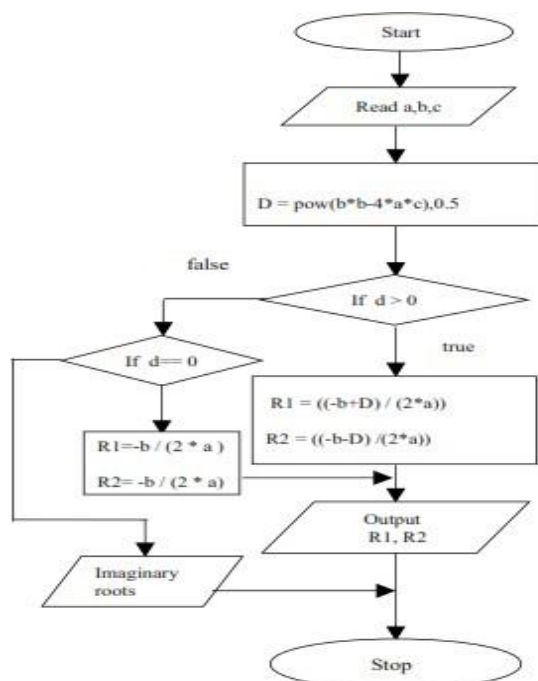 Start
Read a,b,c
D = pow(b*b-4*a*c),0.5
false
If d > 0
true
If d== 0
R1 = ((-b+D) / (2*a))
R2 = ((-b-D) /(2*a))
R1=-b / (2 * a )
R2= -b / (2 * a)
Output
R1, R2
Imaginary
roots
Stop